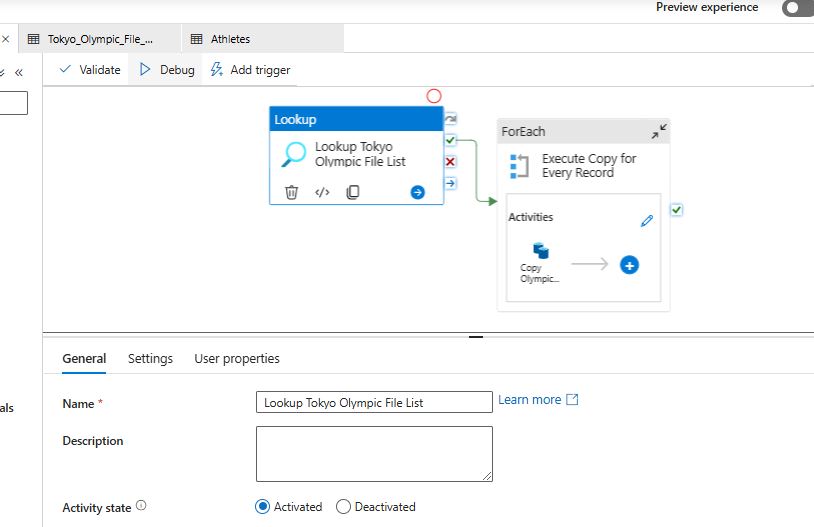 Preview experience
Tokyo_Olympic_File_...
Athletes
Validate
Debug
Add trigger
Lookup
Lookup Tokyo
Olympic File List
ForEach
Execute Copy for
Every Record
Activities
Copy
Olympic...
General
Settings
User properties
Name *
Lookup Tokyo Olympic File List
Learn more
als
Description
Activity state
Activated
Deactivated